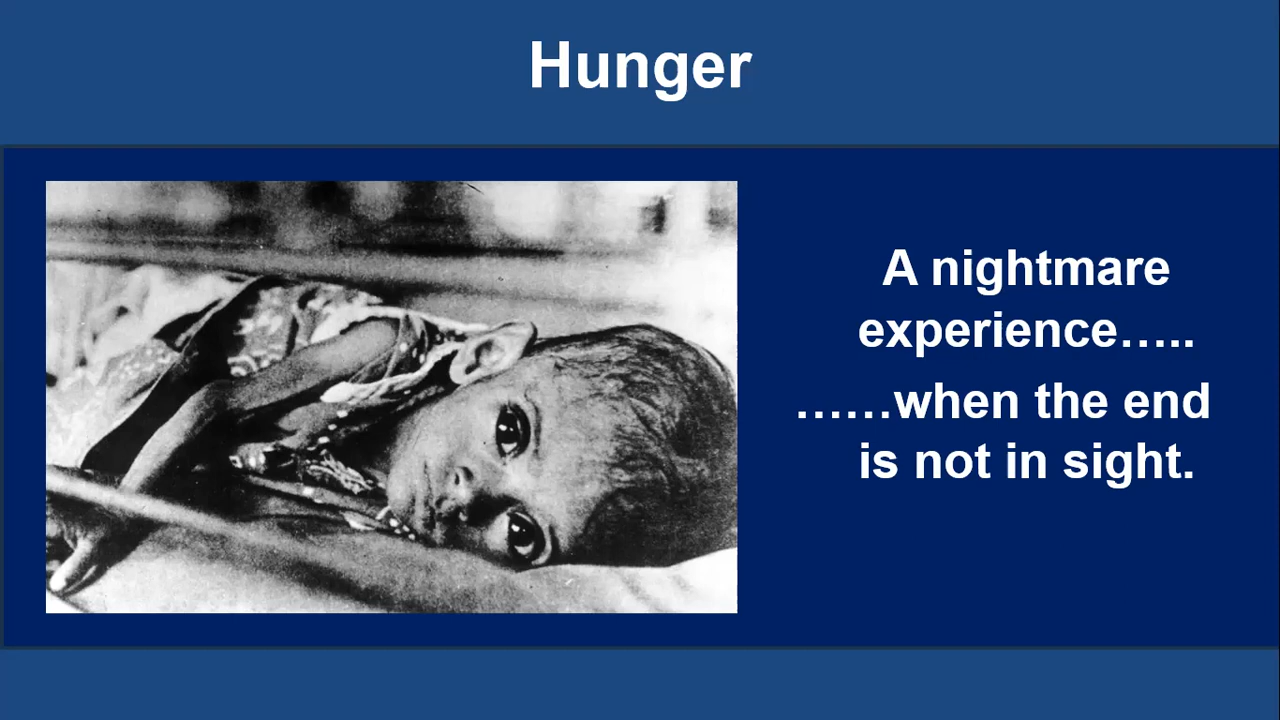 Hunger
A nightmare
experience…..
……when the end
is not in sight.